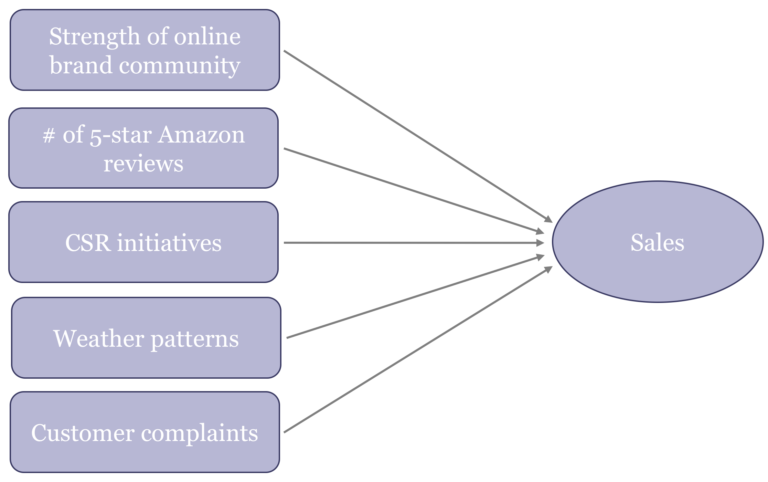 Strength of online
brand community
# of 5-star Amazon
reviews
CSR initiatives
Weather patterns
Customer complaints
Sales